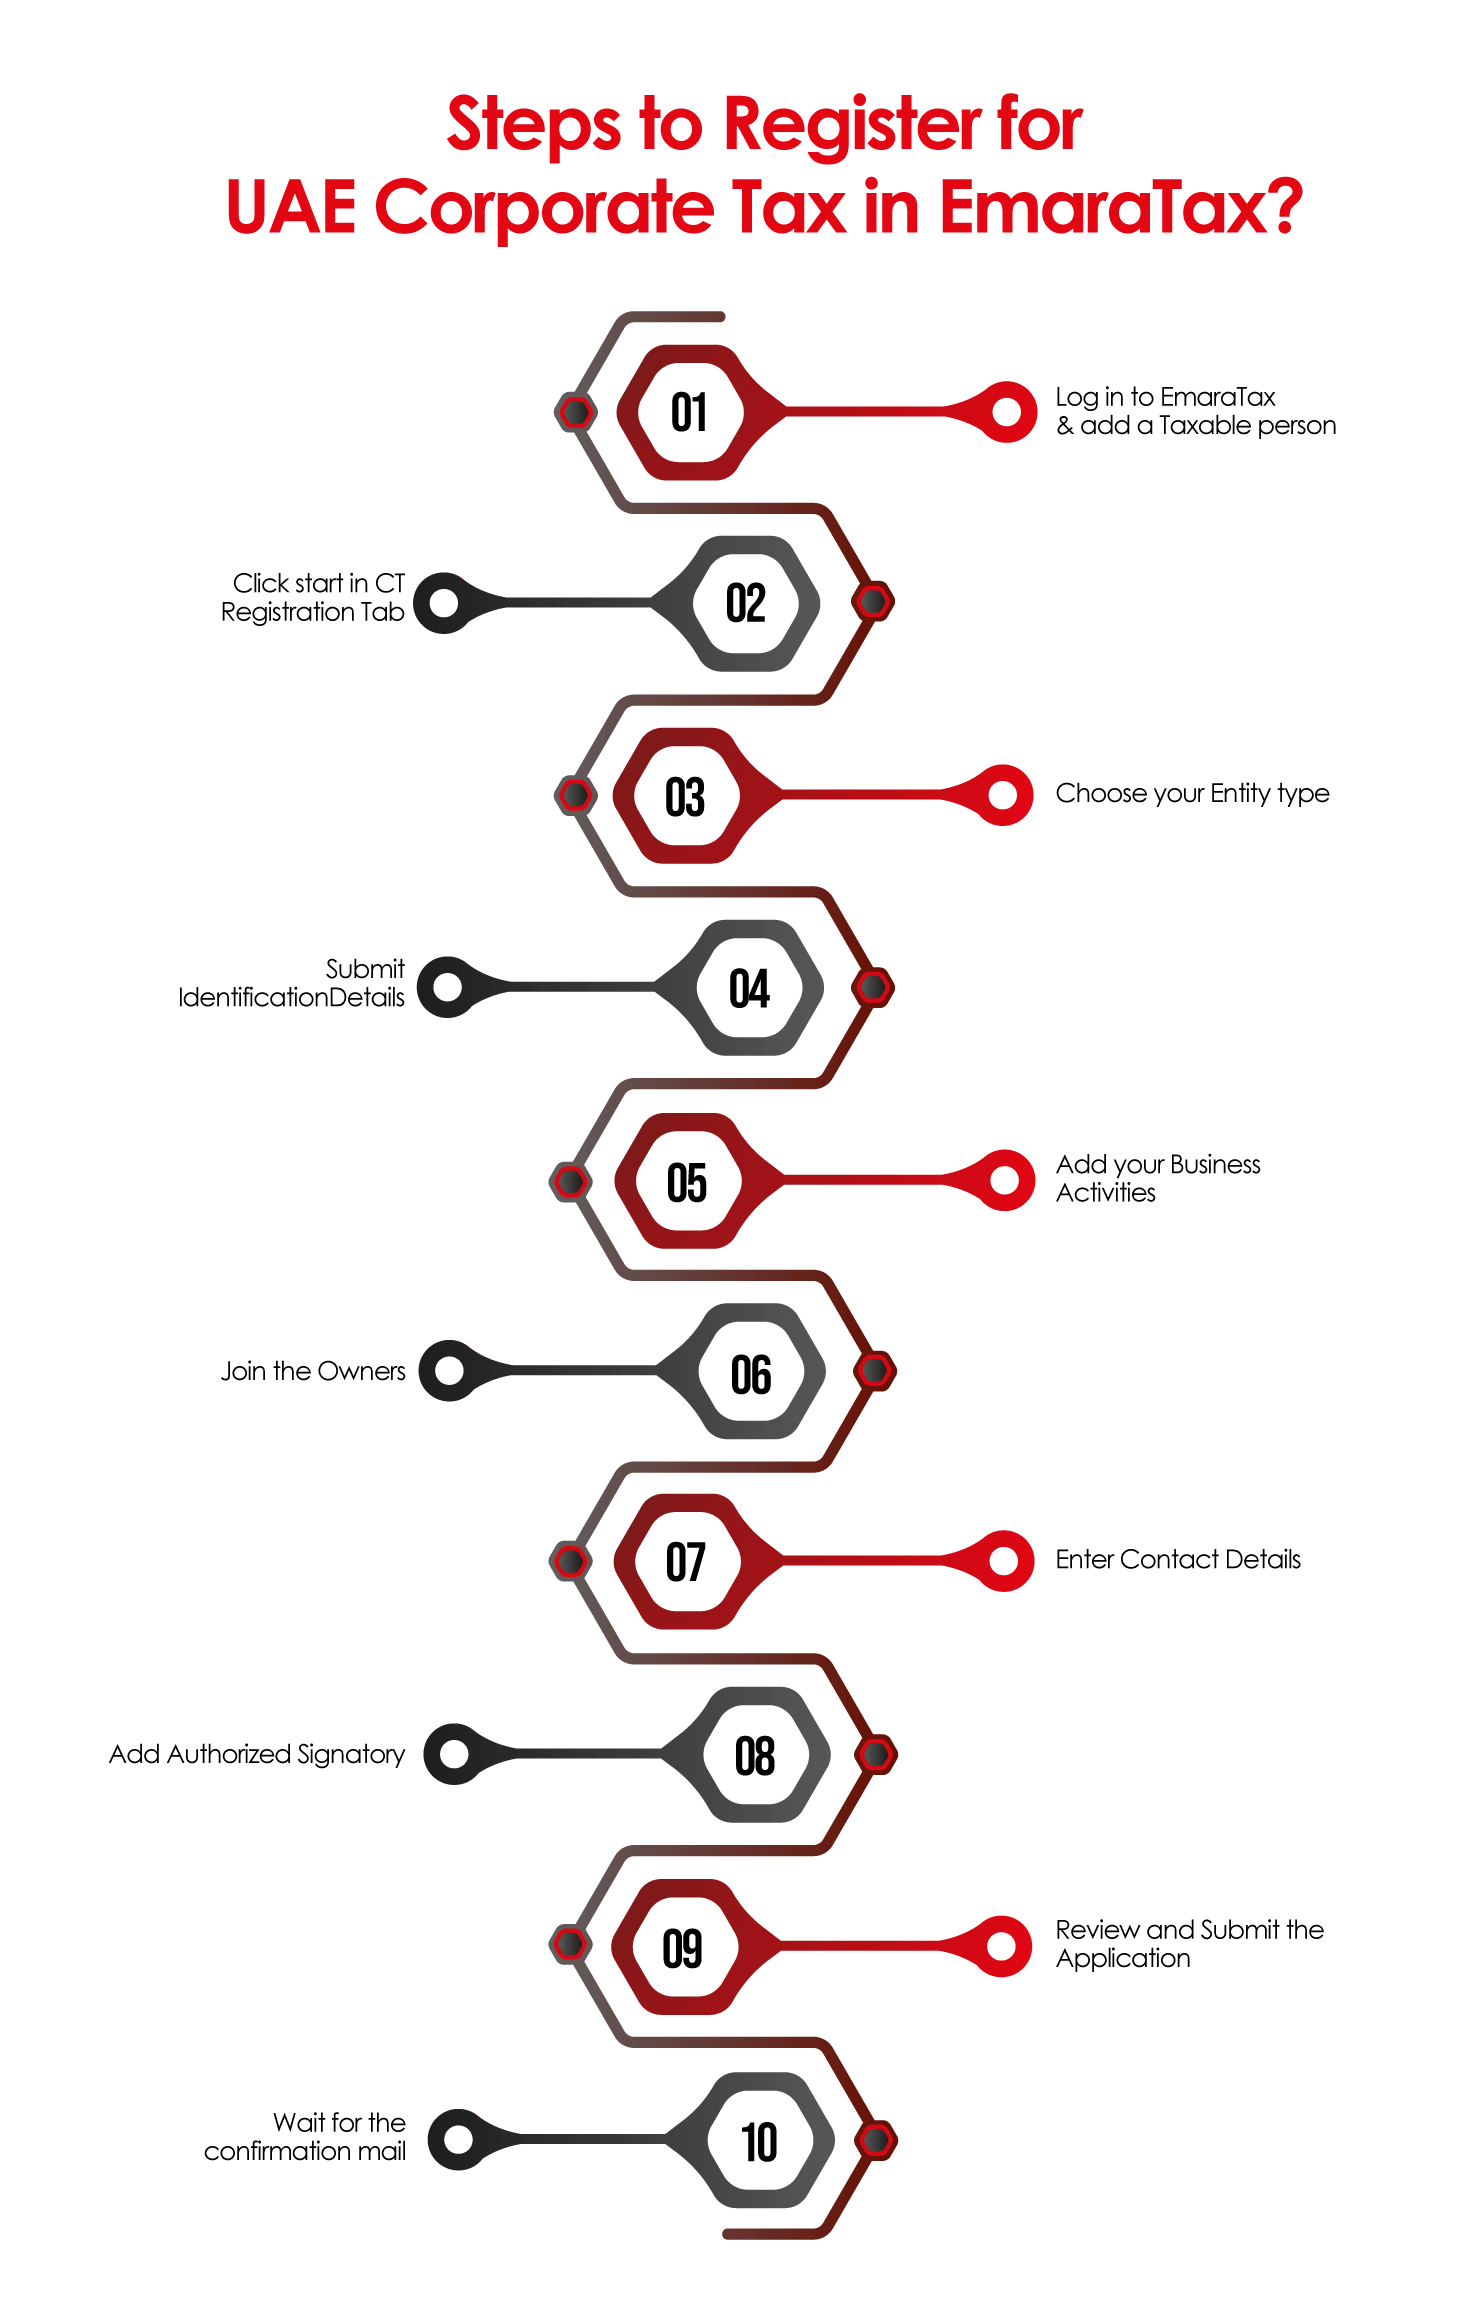 Steps to Register for
UAE Corporate Tax in EmaraTax?
01
Log in to EmaraTax
& add a Taxable person
02
Click start in CT
Registration Tab
03
Choose your Entity type
04
Submit
IdentificationDetails
05
Add your Business
Activities
06
Join the Owners
07
Enter Contact Details
08
Add Authorized Signatory
09
Review and Submit the
Application
10
Wait for the
confirmation mail